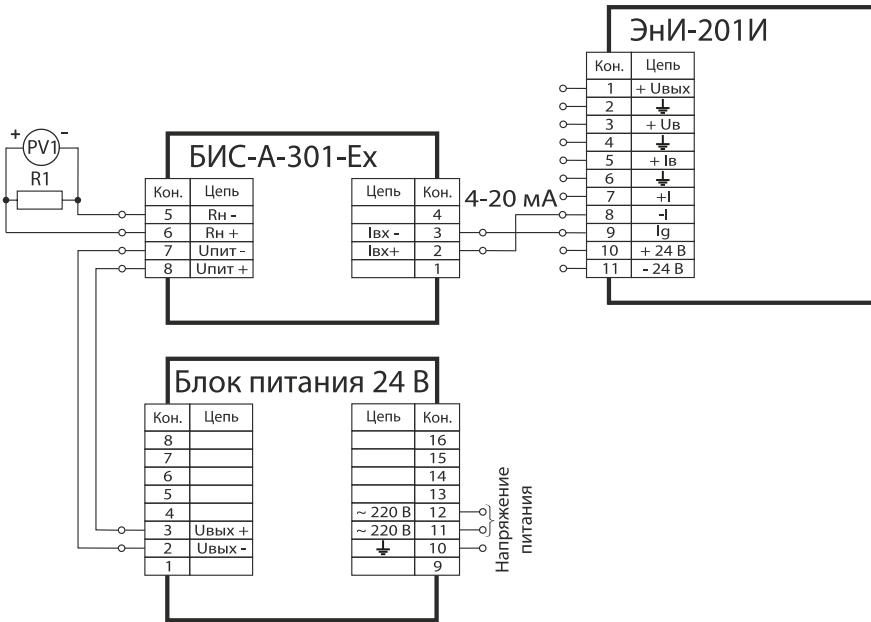 ЭнИ-201И
Кон. Цепь
1 + Uвых
2
3 + Uв
4
5 + Iв
6
7 +I
8 -I
9 Ig
10 + 24 В
11 - 24 В
4-20 мА
+ PV1 -
R1
БИС-А-301-Ex
Кон. Цепь
5 Rн -
6 Rн +
7 Uпит -
8 Uпит +
Цепь Кон.
4
Iвх - 3
Iвх+ 2
1
Блок питания 24 В
Кон. Цепь
8
7
6
5
4
3 Uвых +
2 Uвых -
1
Цепь Кон.
16
15
14
13
~ 220 В 12
~ 220 В 11
10
9
Напряжение
питания